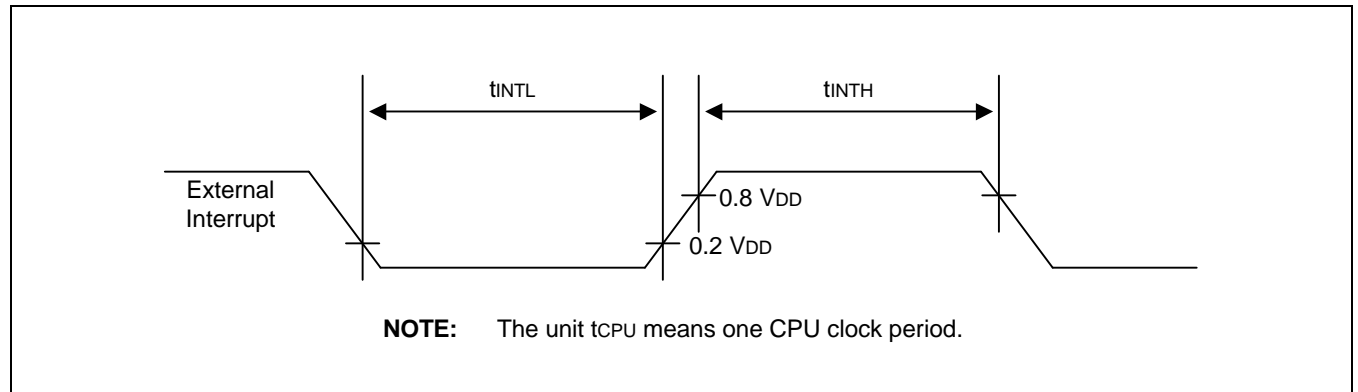 tINTL
tINTH
External
Interrupt
0.8 VDD
0.2 VDD
NOTE: The unit tCPU means one CPU clock period.